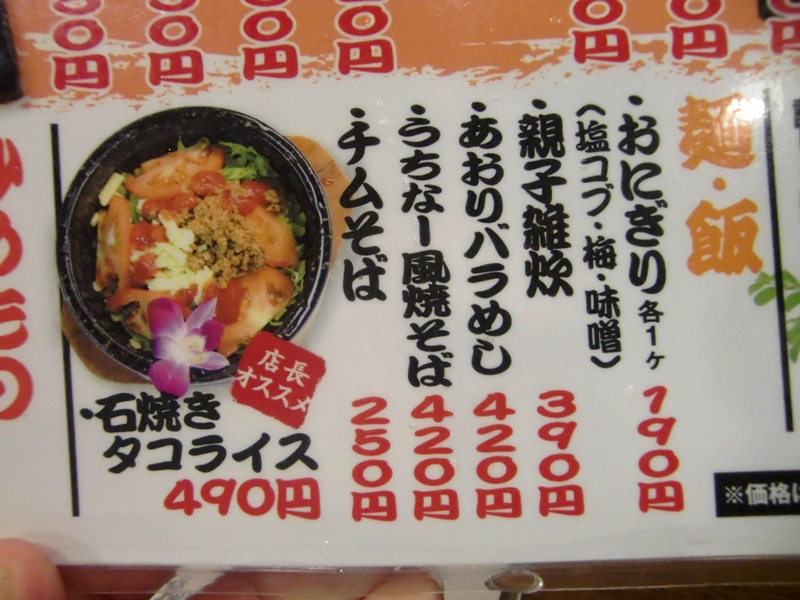 麺・飯
・おにぎり 各1ヶ
(塩コブ・梅・味噌)
190円
・親子雑炊
390円
・あおりバラめし
420円
・うちなー風焼そば
420円
・チムそば
250円
店長
オススメ
・石焼き
タコライス
490円
※価格